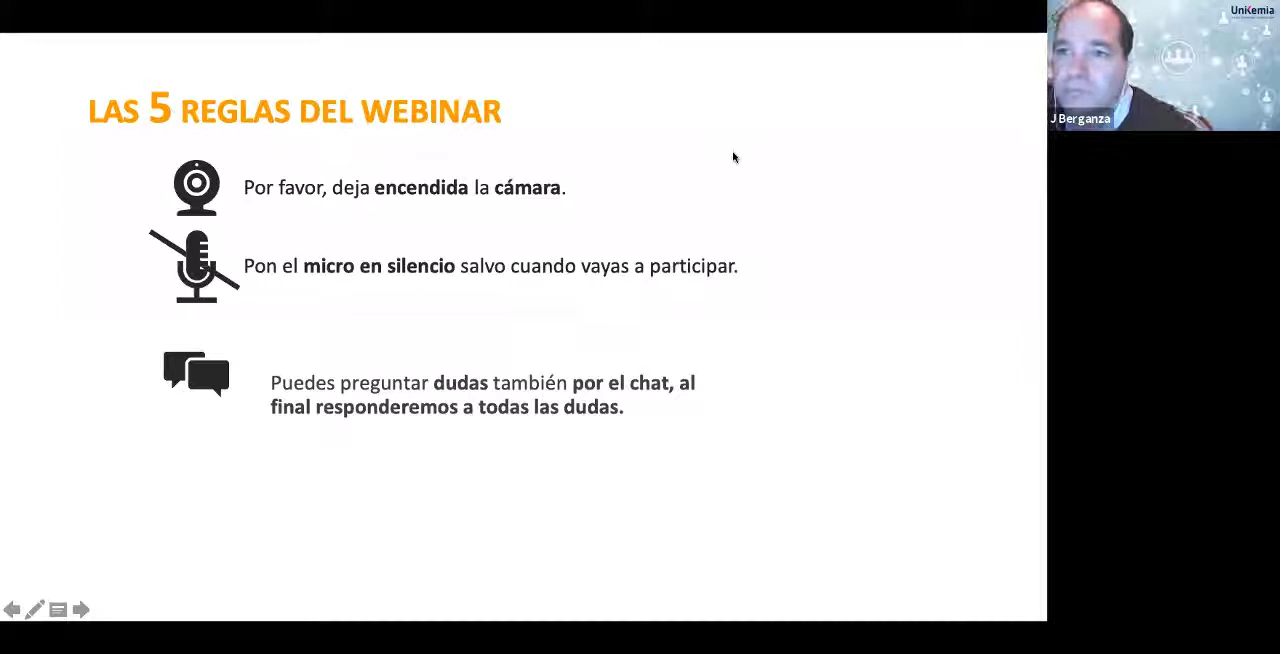 LAS 5 REGLAS DEL WEBINAR
Por favor, deja encendida la cámara.
Pon el micro en silencio salvo cuando vayas a participar.
Puedes preguntar dudas también por el chat, al
final responderemos a todas las dudas.
UniKemia
J Berganza